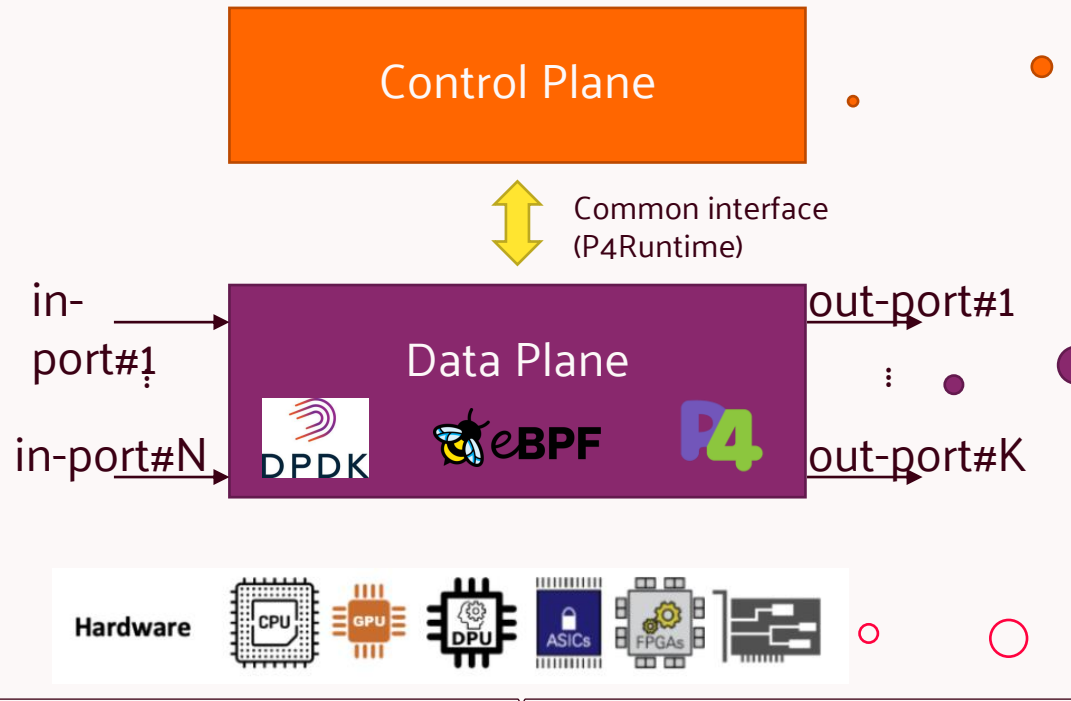 Control Plane
Common interface
(P4Runtime)
in-
port#1
⋮
in-port#N
Data Plane
DPDK
eBPF
P4
out-port#1
⋮
out-port#K
Hardware
CPU
GPU
DPU
ASICs
FPGAs